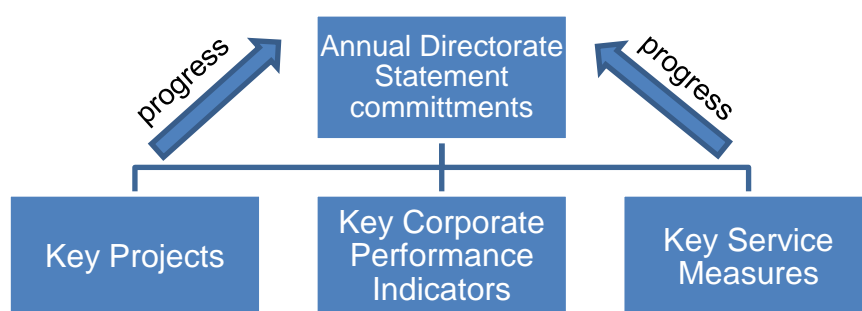 progress
Annual Directorate
Statement
committments
progress
Key Projects
Key Corporate
Performance
Indicators
Key Service
Measures